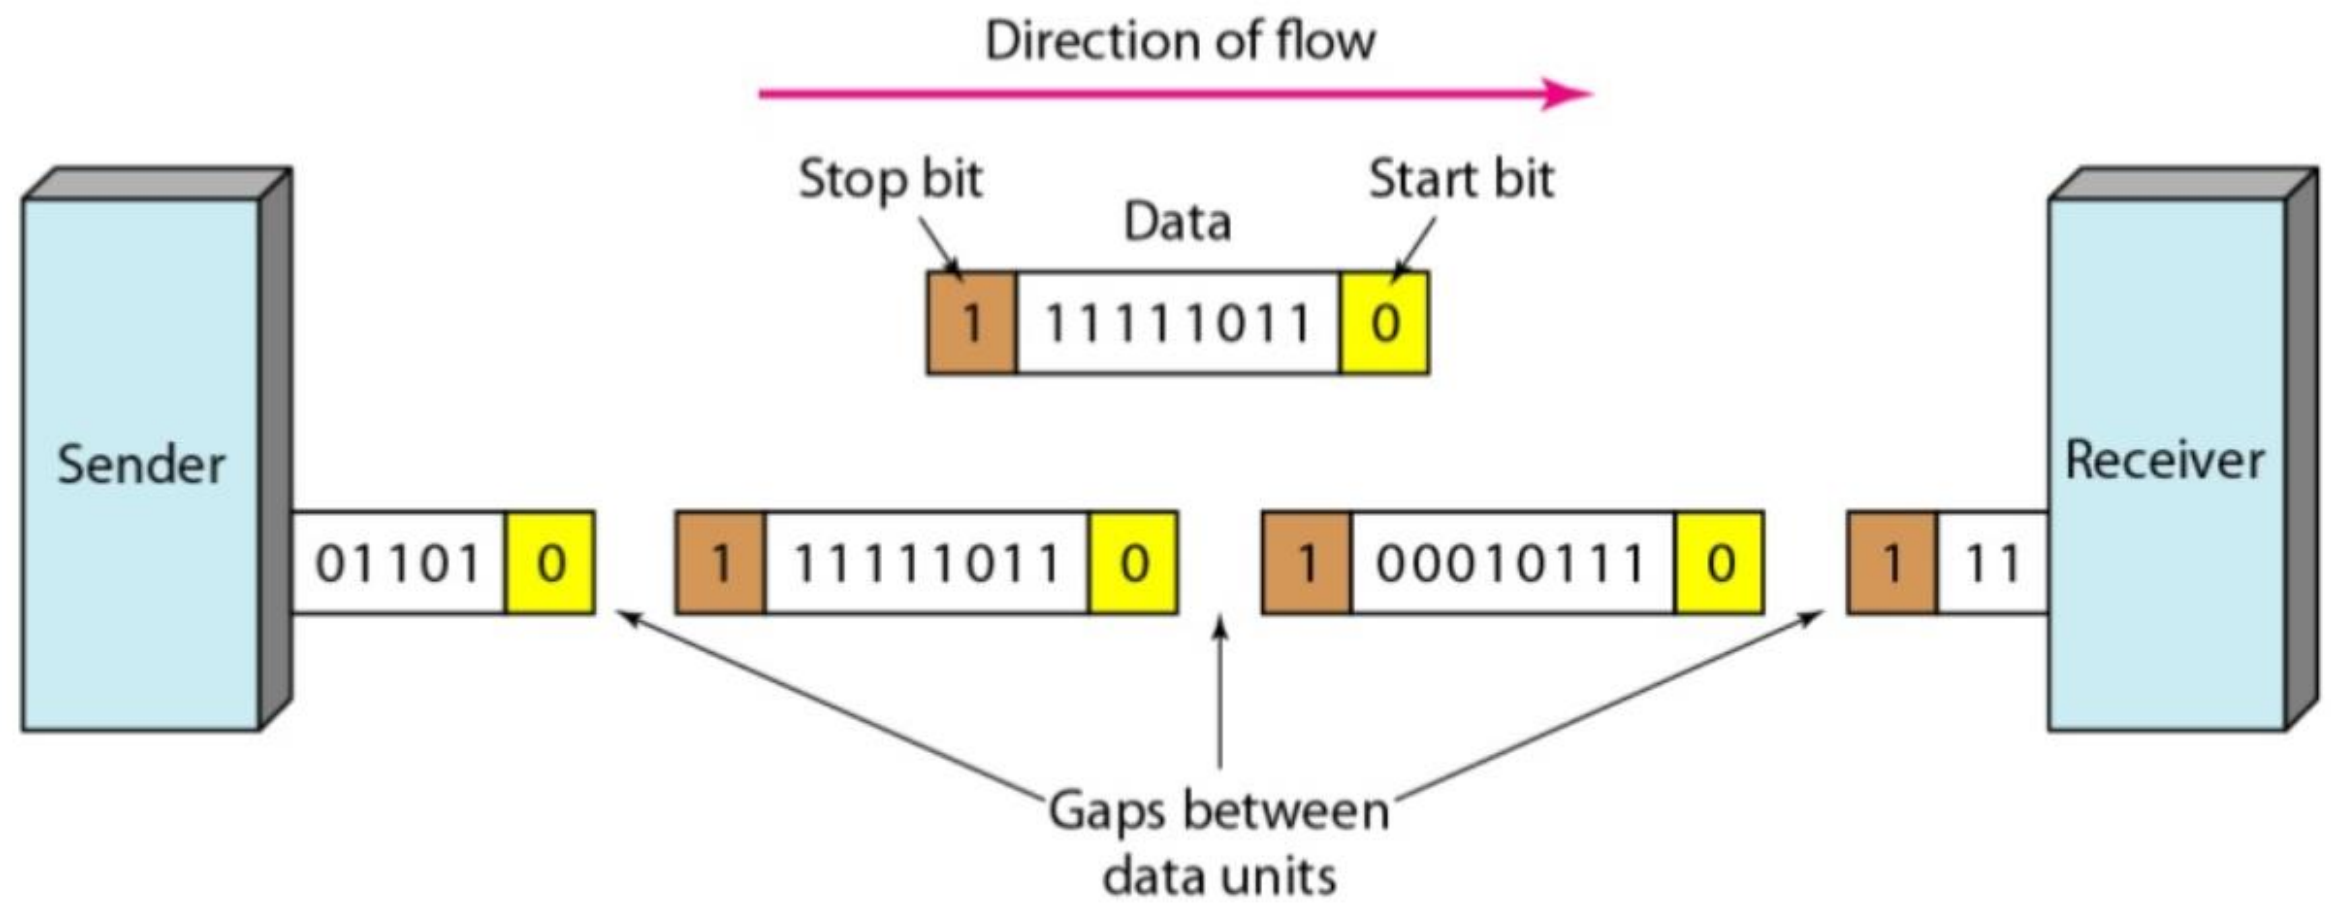 Direction of flow
Stop bit
Start bit
Data
1 11111011 0
Sender
Receiver
01101 0
1 11111011 0
1 00010111 0
1 11
Gaps between
data units